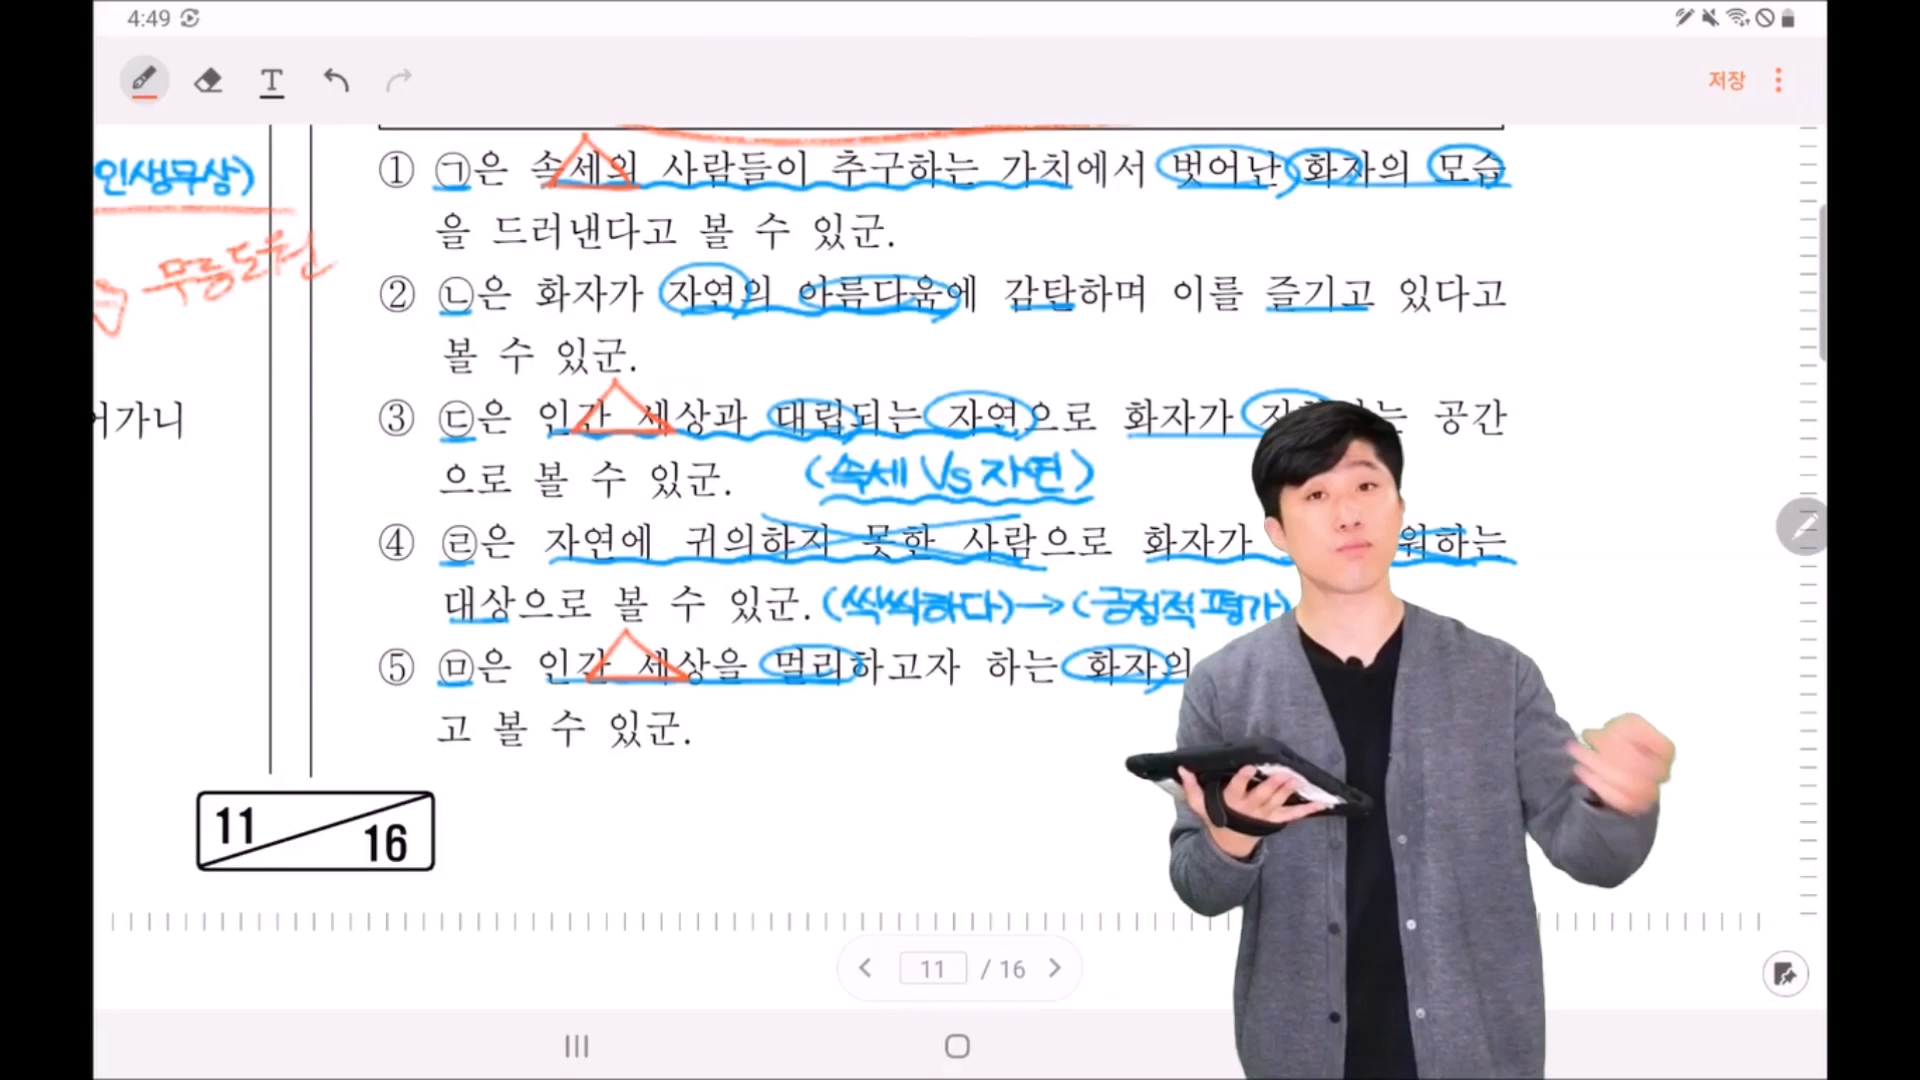 4:49
T
저장
인생무상)
무릉도원
어가니
① ㉠은 속세의 사람들이 추구하는 가치에서 벗어난 화자의 모습
을 드러낸다고 볼 수 있군.
② ㉡은 화자가 자연의 아름다움에 감탄하며 이를 즐기고 있다고
볼 수 있군.
③ ㉢은 인간 세상과 대립되는 자연으로 화자가 공간
으로 볼 수 있군. (속세 Vs 자연)
④ ㉣은 자연에 귀의하지 못한 사람으로 화자가 워하는
대상으로 볼 수 있군. (씩씩하다)→(긍정적 평가)
⑤ ㉤은 인간 세상을 멀리하고자 하는 화자의
고 볼 수 있군.
11
16
11 / 16